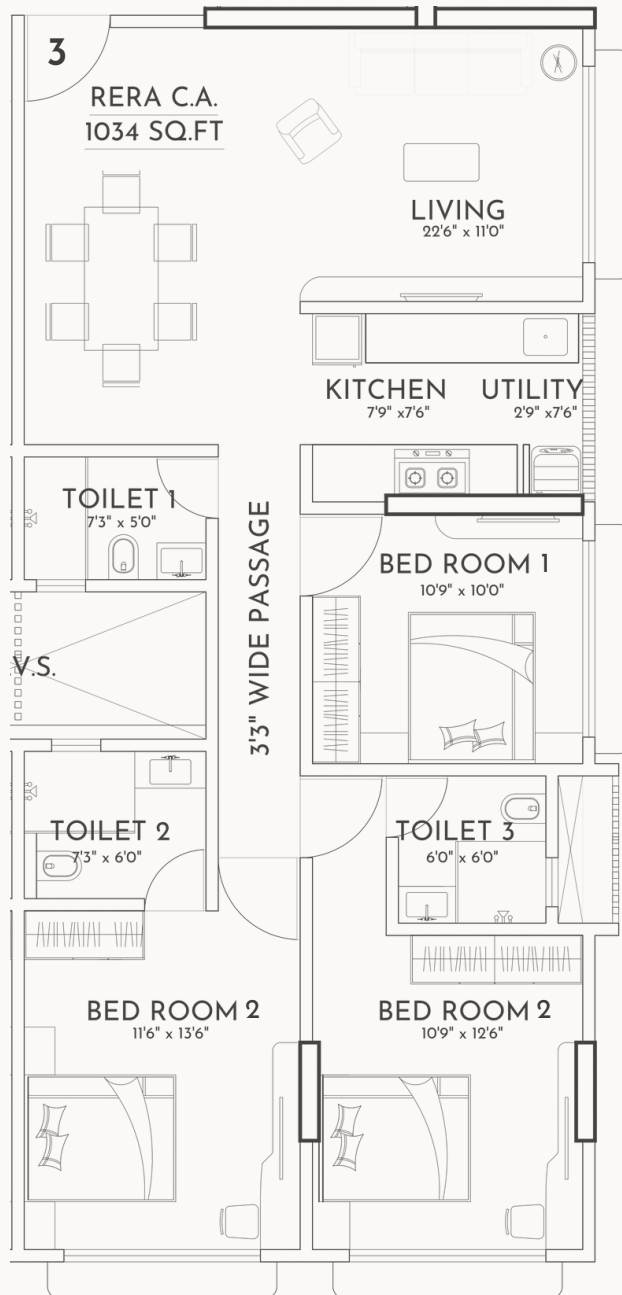 3
RERA C.A.
1034 SQ.FT
LIVING
22'6" x 11'0"
KITCHEN
7'9" x7'6"
UTILITY
2'9" x7'6"
TOILET 1
7'3" x 5'0"
3'3" WIDE PASSAGE
BED ROOM 1
10'9" x 10'0"
V.S.
TOILET 2
7'3" x 6'0"
TOILET 3
6'0" x 6'0"
BED ROOM 2
11'6" x 13'6"
BED ROOM 2
10'9" x 12'6"